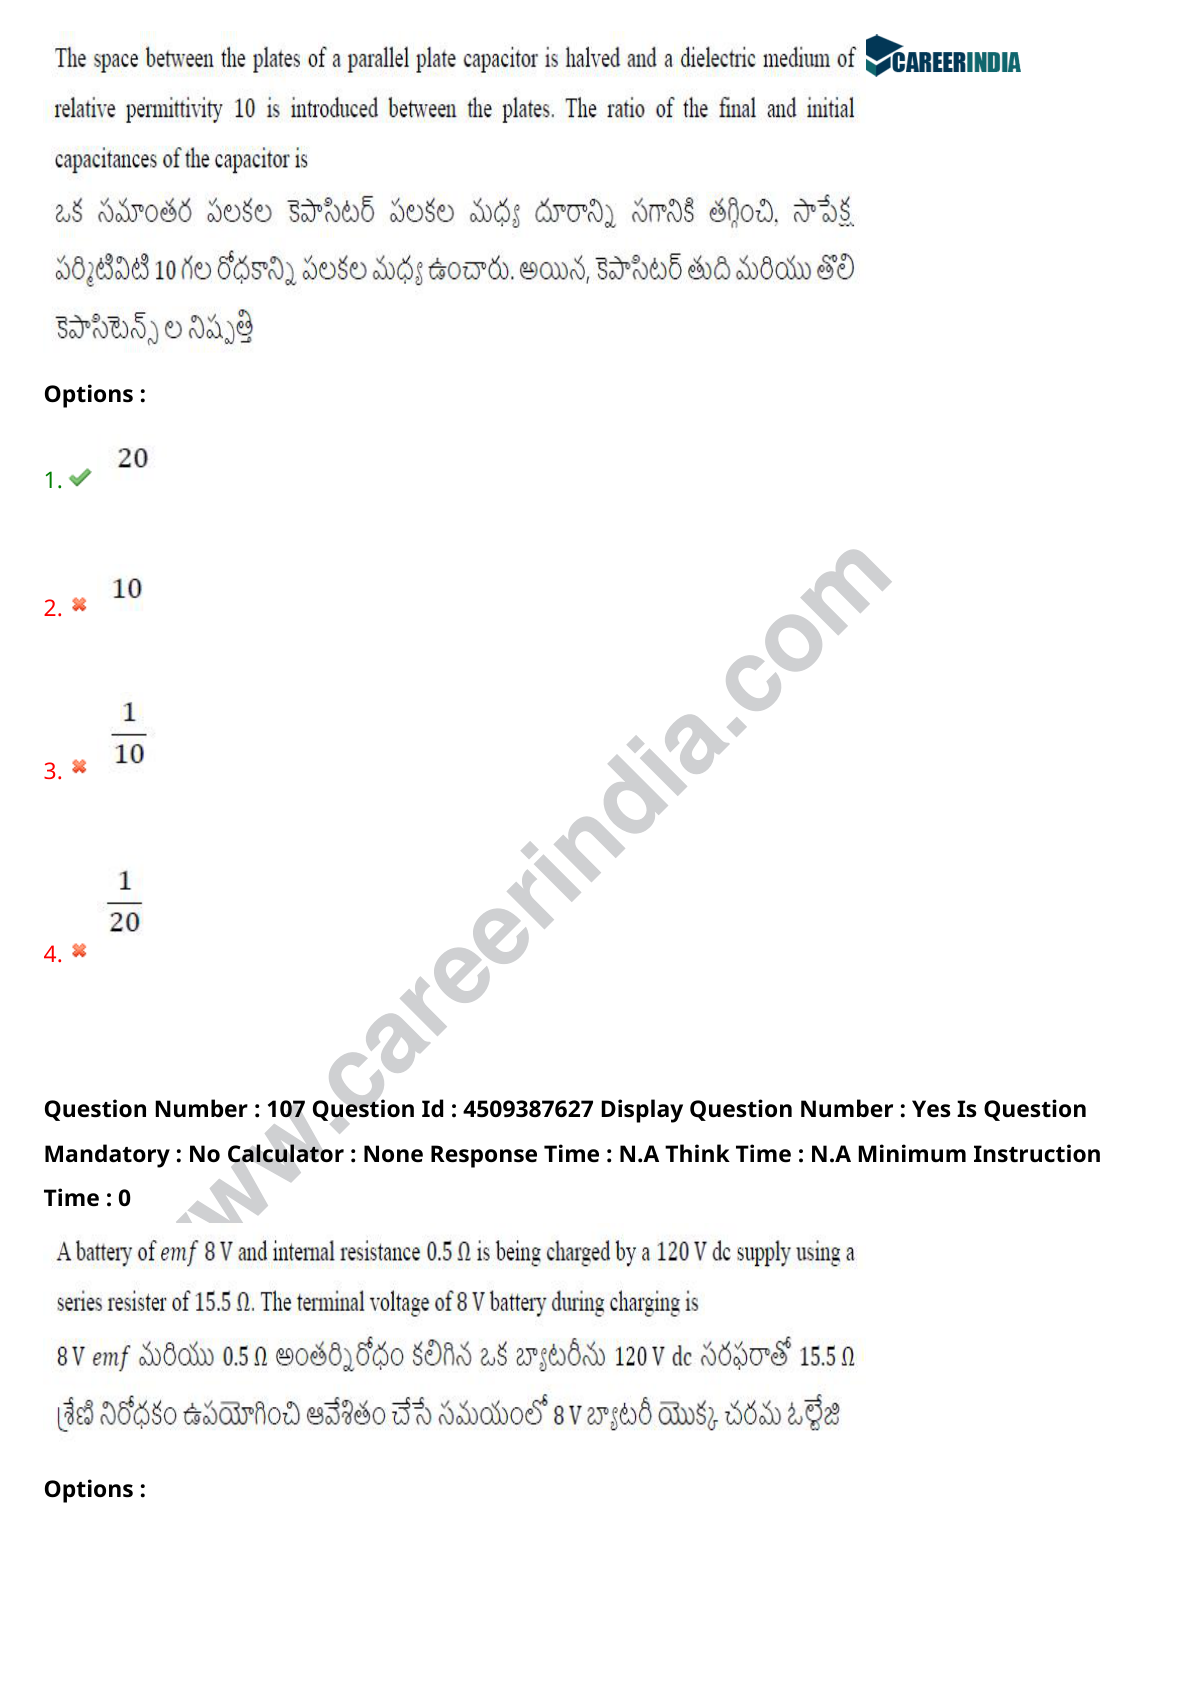 The space between the plates of a parallel plate capacitor is halved and a dielectric medium of
CAREERINDIA
relative permittivity 10 is introduced between the plates. The ratio of the final and initial
capacitances of the capacitor is
ఒక సమాంతర పలకల కెపాసిటర్ పలకల మధ్య దూరాన్ని సగానికి తగ్గించి, సాపేక్ష
పర్మిటివిటి 10 గల రోధకాన్ని పలకల మధ్య ఉంచారు. అయిన, కెపాసిటర్ తుది మరియు తొలి
కెపాసిటెన్స్ ల నిష్పత్తి
Options :
1. 20
2. 10
3. 1/10
4. 1/20
www.careerindia.com
Question Number : 107 Question Id : 4509387627 Display Question Number : Yes Is Question
Mandatory : No Calculator : None Response Time : N.A Think Time : N.A Minimum Instruction
Time : 0
A battery of emf 8 V and internal resistance 0.5 Ω is being charged by a 120 V dc supply using a
series resister of 15.5 Ω. The terminal voltage of 8 V battery during charging is
8 V emf మరియు 0.5 Ω అంతర్నిరోధం కలిగిన ఒక బ్యాటరీను 120 V dc సరఫరాతో 15.5 Ω
శ్రేణి నిరోధకం ఉపయోగించి ఆవేశితం చేసే సమయంలో 8 V బ్యాటరీ యొక్క చరమ ఓల్టేజి
Options :